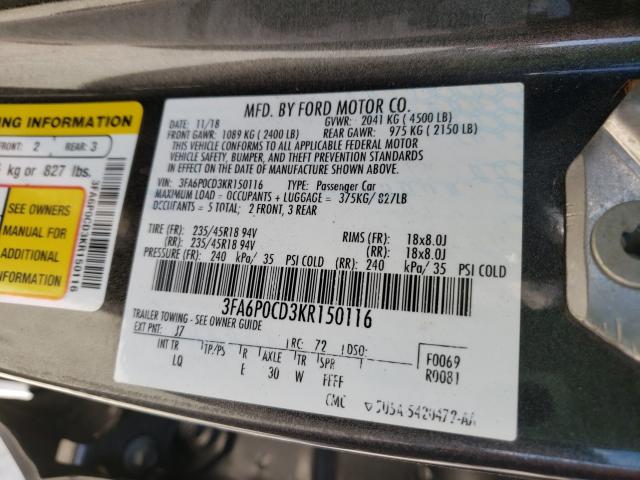 ING INFORMATION
FRONT: 2 REAR: 3
kg or 827 lbs.
SEE OWNERS
MANUAL FOR
ADDITIONAL
INFORMATION
3FA6P0CD3KR150116
MFD. BY FORD MOTOR CO.
DATE: 11/18 GVWR: 2041 KG ( 4500 LB)
FRONT GAWR: 1089 KG ( 2400 LB) REAR GAWR: 975 KG ( 2150 LB)
THIS VEHICLE CONFORMS TO ALL APPLICABLE FEDERAL MOTOR
VEHICLE SAFETY, BUMPER, AND THEFT PREVENTION STANDARDS
IN EFFECT ON THE DATE OF MANUFACTURE SHOWN ABOVE.
VIN: 3FA6P0CD3KR150116 TYPE: Passenger Car
MAXIMUM LOAD = OCCUPANTS + LUGGAGE = 375KG/ 827LB
OCCUPANTS = 5 TOTAL; 2 FRONT, 3 REAR
TIRE (FR): 235/45R18 94V RIMS (FR): 18x8.0J
(RR): 235/45R18 94V (RR): 18x8.0J
PRESSURE (FR): 240 kPa/ 35 PSI COLD (RR): 240 kPa/ 35 PSI COLD
3FA6P0CD3KR150116
TRAILER TOWING - SEE OWNER GUIDE
EXT PNT: J7 RC: 72 DSO: F0069
INT TR TP/PS R AXLE TR SPR R0081
LQ E 30 W FFFF
CMC